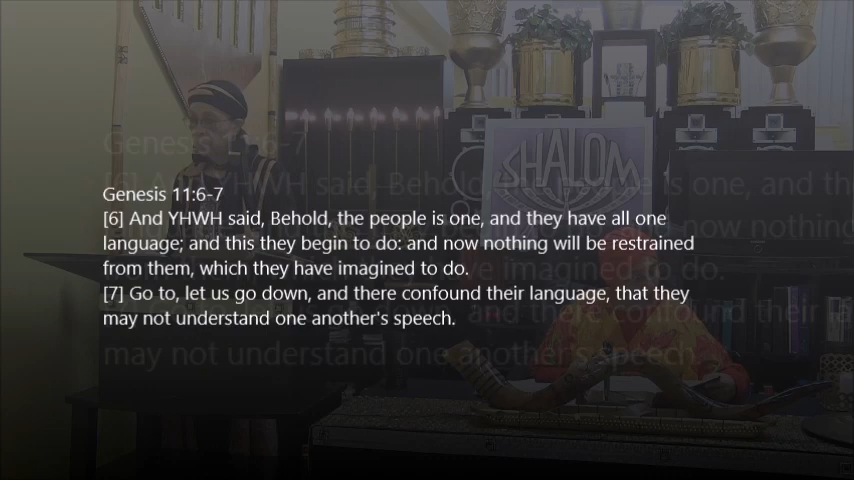 Genesis 11:6-7
[6] And YHWH said, Behold, the people is one, and they have all one
language; and this they begin to do: and now nothing will be restrained
from them, which they have imagined to do.
[7] Go to, let us go down, and there confound their language, that they
may not understand one another's speech.
SHALOM